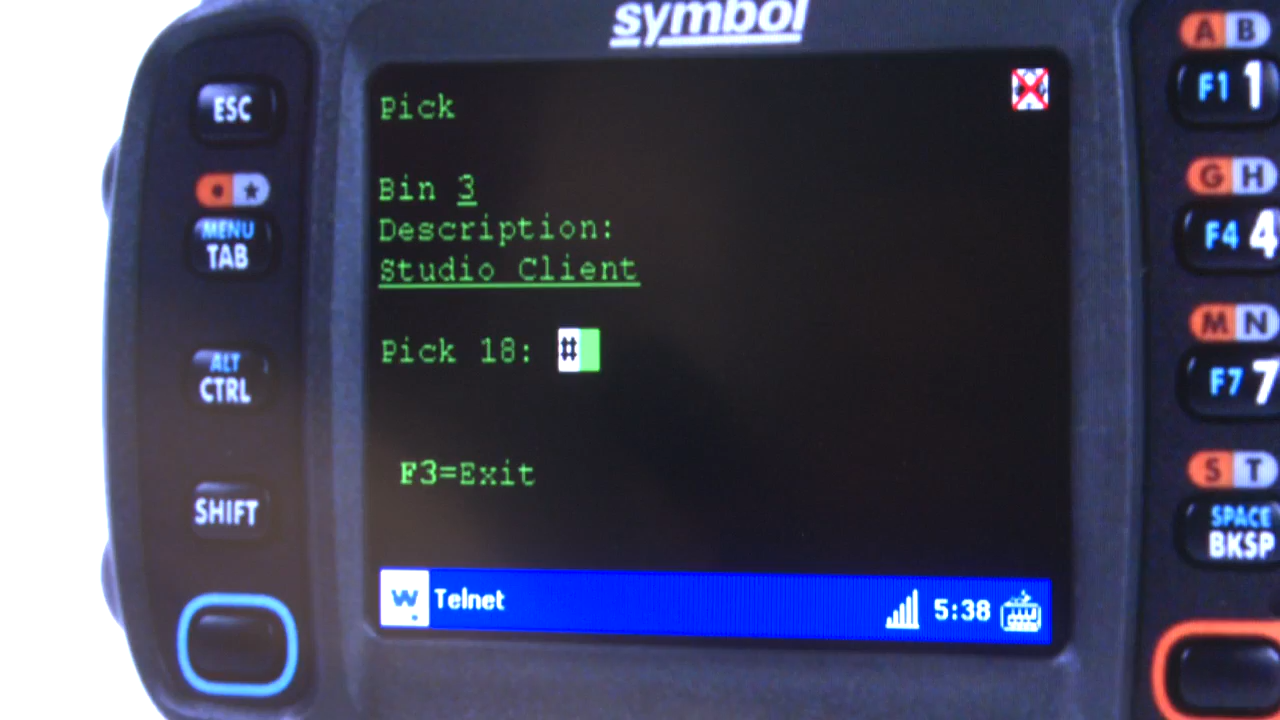 symbol
Pick
Bin 3
Description:
Studio Client
Pick 18: #
F3=Exit
W Telnet 5:38
ESC
MENU
TAB
ALT
CTRL
SHIFT
A B
F1 1
G H
F4 4
M N
F7 7
S T
SPACE
BKSP